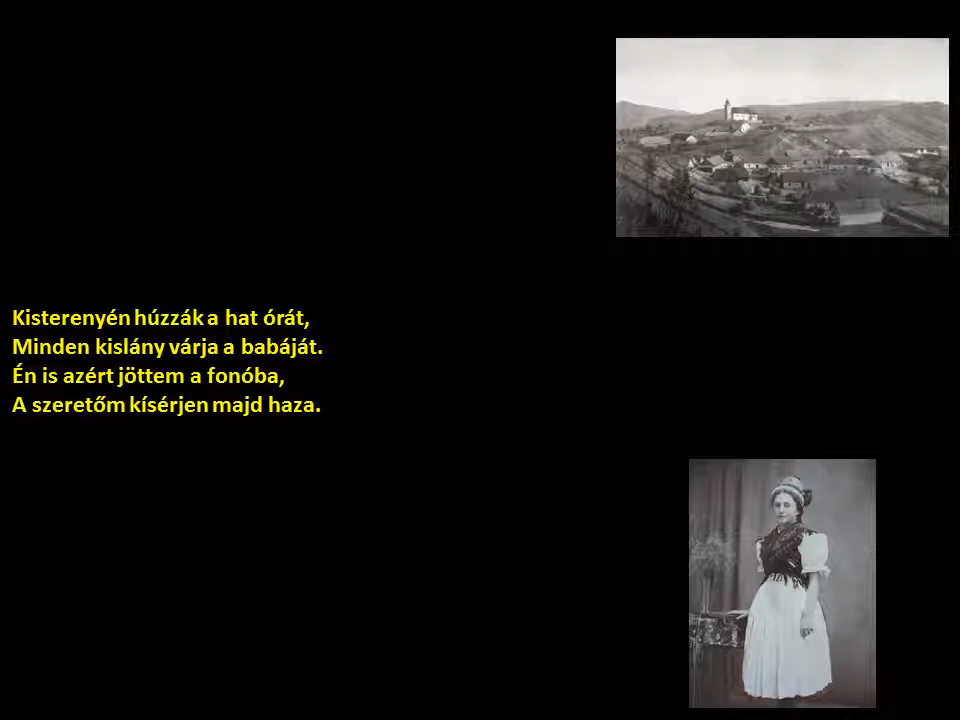 Kisterenyén húzzák a hat órát,
Minden kislány várja a babáját.
Én is azért jöttem a fonóba,
A szeretőm kísérjen majd haza.